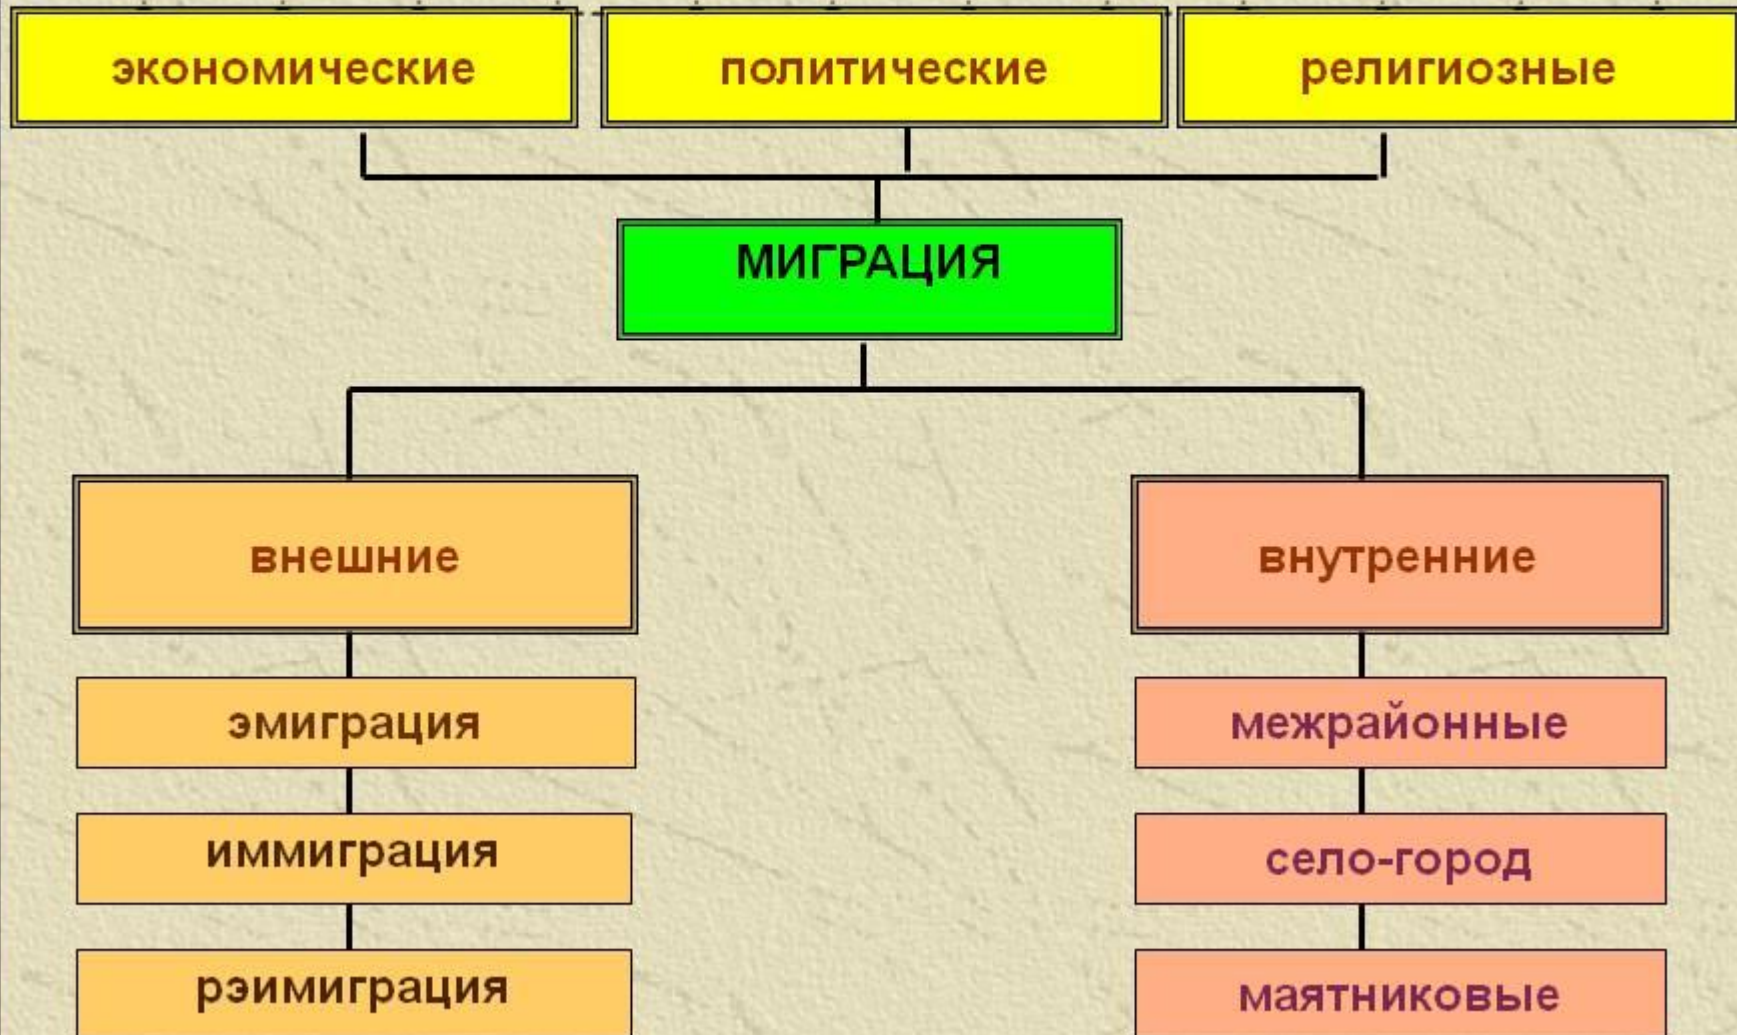 экономические
политические
религиозные
МИГРАЦИЯ
внешние
внутренние
эмиграция
межрайонные
иммиграция
село-город
рэимиграция
маятниковые